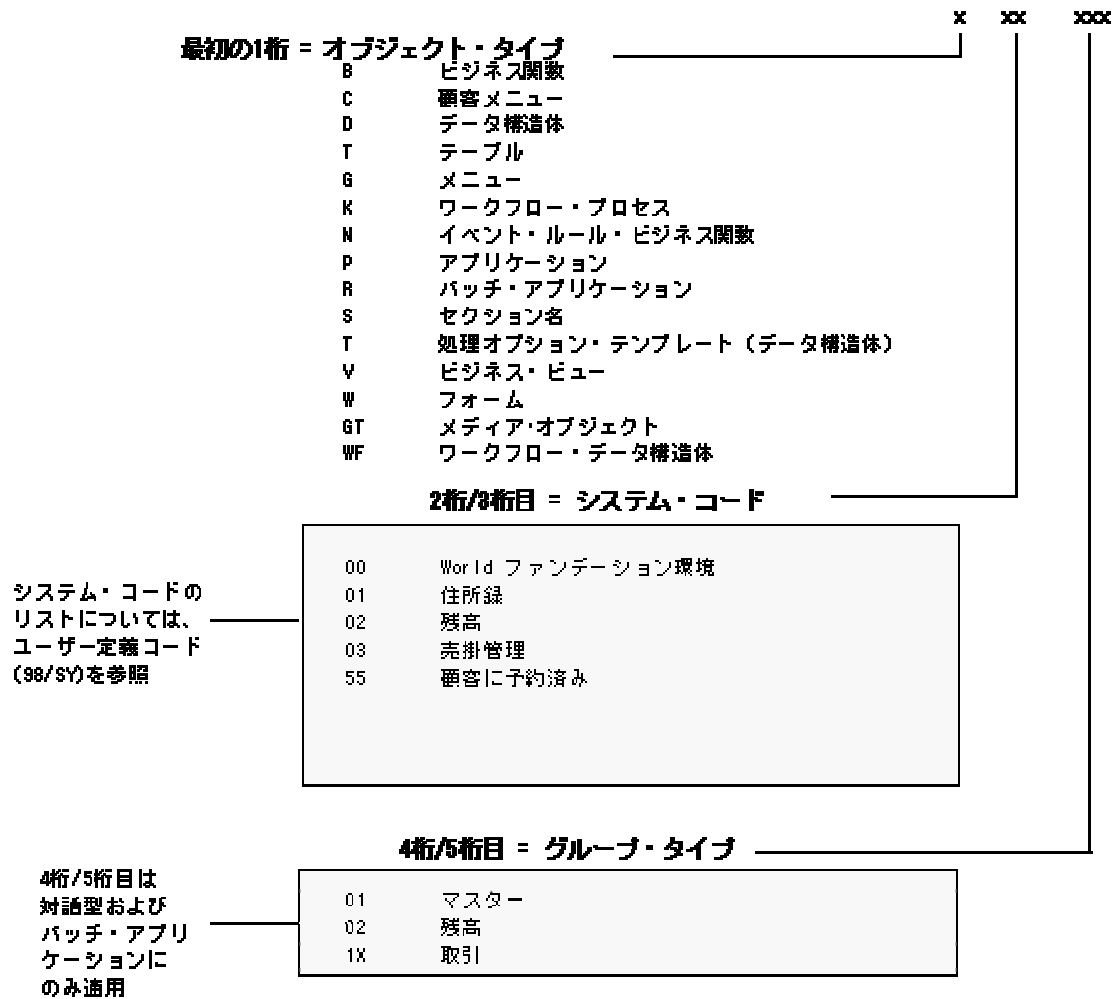 x xx xxx
最初の1桁 = オブジェクト・タイプ
B ビジネス関数
C 顧客メニュー
D データ構造体
T テーブル
G メニュー
K ワークフロー・プロセス
N イベント・ルール・ビジネス関数
P アプリケーション
R バッチ・アプリケーション
S セクション名
T 処理オプション・テンプレート（データ構造体）
V ビジネス・ビュー
W フォーム
GT メディア・オブジェクト
WF ワークフロー・データ構造体
2桁/3桁目 = システム・コード
システム・コードの
リストについては、
ユーザー定義コード
(98/SY)を参照
00 World ファンデーション環境
01 住所録
02 残高
03 売掛管理
55 顧客に予約済み
4桁/5桁目 = グループ・タイプ
4桁/5桁目は
対話型および
バッチ・アプリ
ケーションに
のみ適用
01 マスター
02 残高
1X 取引